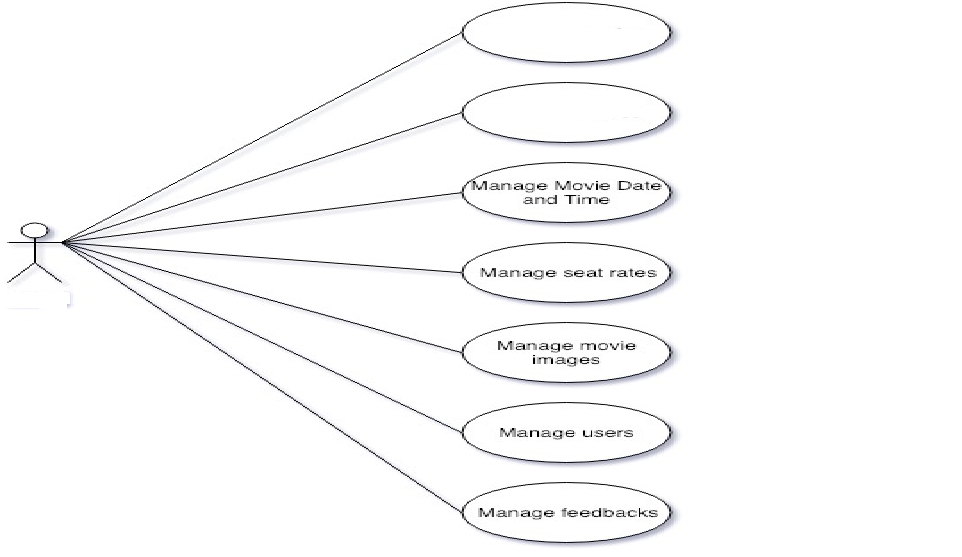 Manage Movie Date
and Time
Manage seat rates
Manage movie
images
Manage users
Manage feedbacks